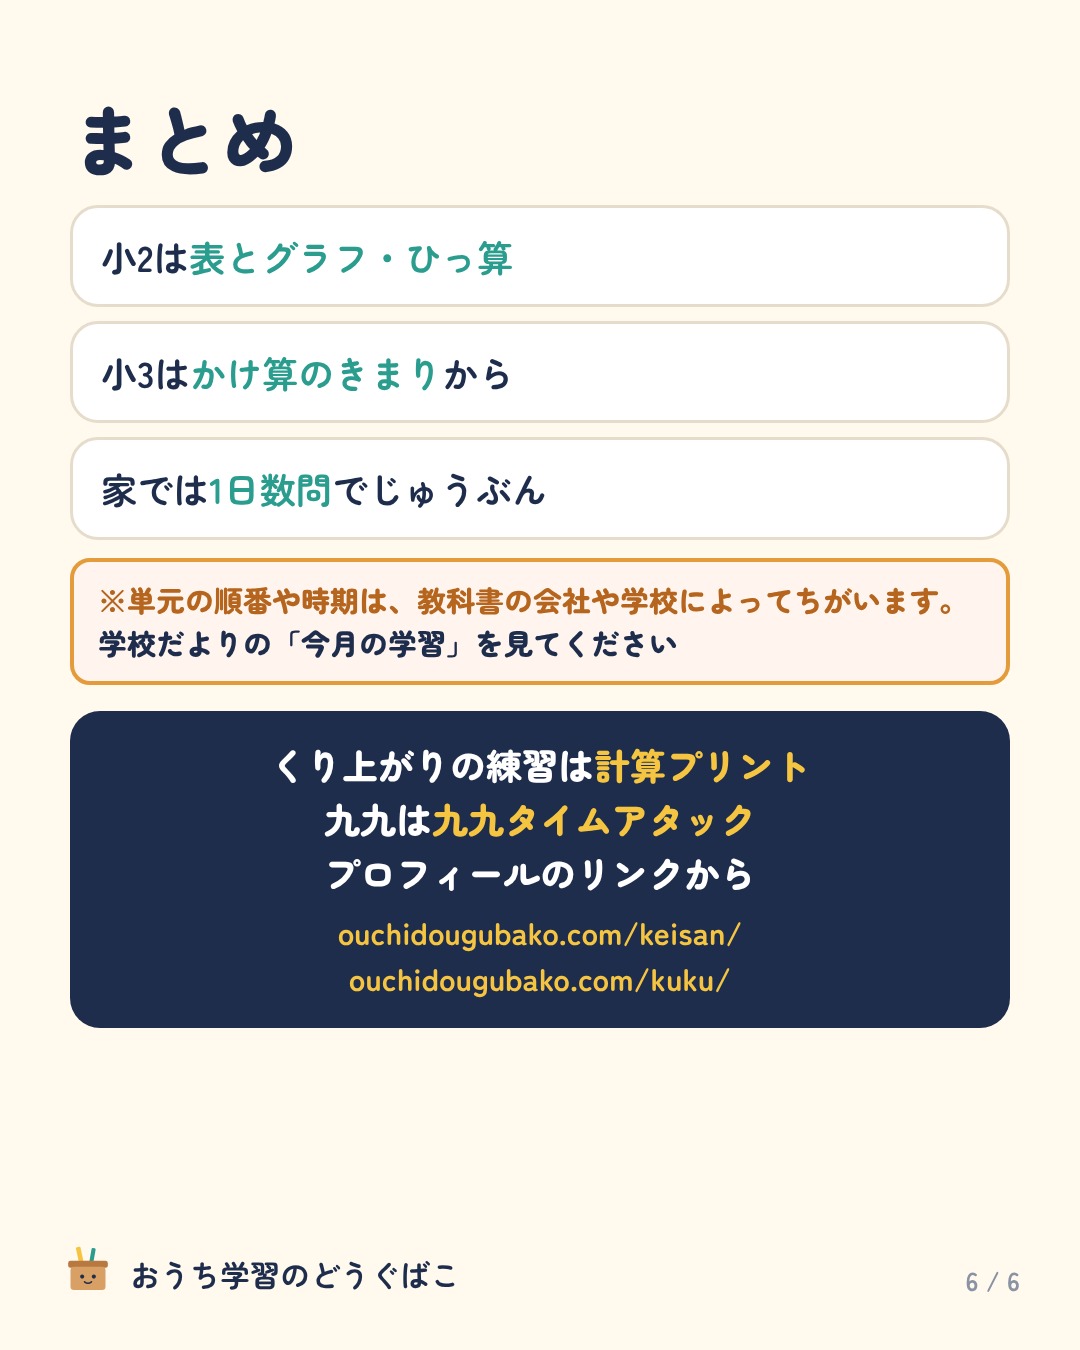 まとめ
小2は表とグラフ・ひっ算
小3はかけ算のきまりから
家では1日数問でじゅうぶん
※単元の順番や時期は、教科書の会社や学校によってちがいます。
学校だよりの「今月の学習」を見てください
くり上がりの練習は計算プリント
九九は九九タイムアタック
プロフィールのリンクから
ouchidougubako.com/keisan/
ouchidougubako.com/kuku/
おうち学習のどうぐばこ
6 / 6